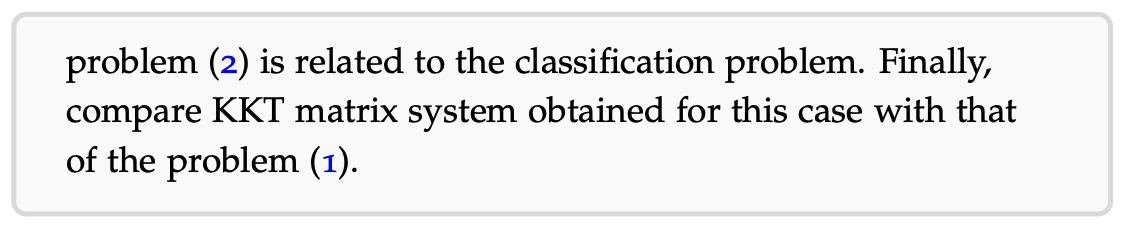 problem (2) is related to the classification problem. Finally,
compare KKT matrix system obtained for this case with that
of the problem (1).